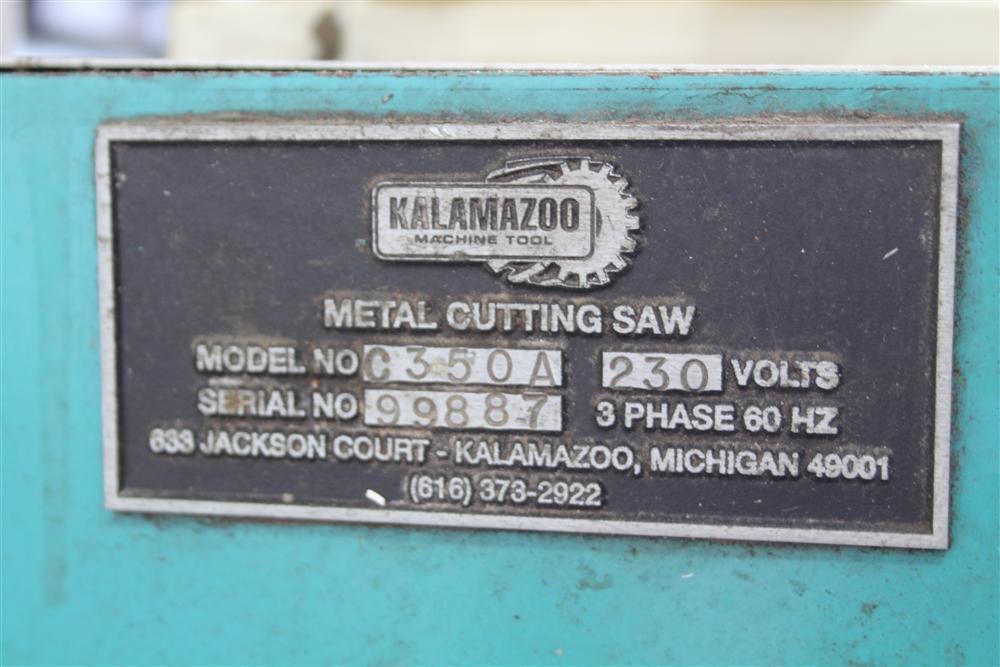 KALAMAZOO
MACHINE TOOL
METAL CUTTING SAW
MODEL NO C350A 230 VOLTS
SERIAL NO 99887 3 PHASE 60 HZ
633 JACKSON COURT - KALAMAZOO, MICHIGAN 49001
(616) 373-2922